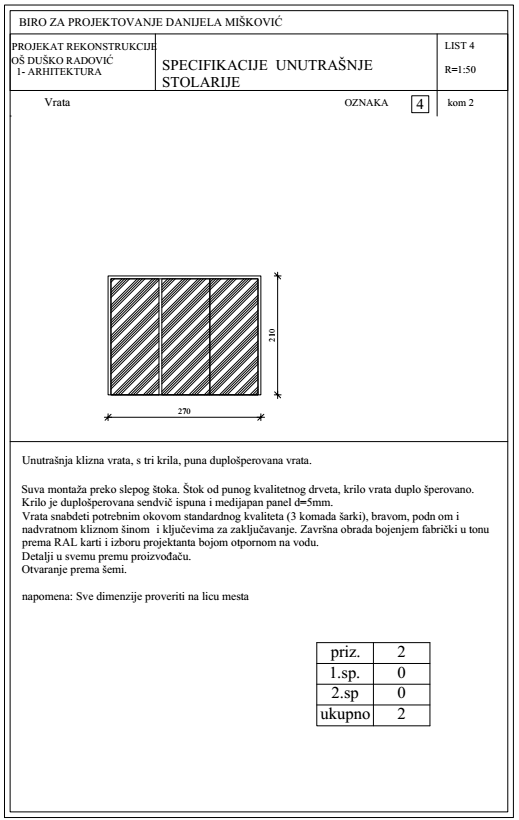 BIRO ZA PROJEKTOVANJE DANIJELA MIŠKOVIĆ
PROJEKAT REKONSTRUKCIJE
OŠ DUŠKO RADOVIĆ
1- ARHITEKTURA
SPECIFIKACIJE UNUTRAŠNJE
STOLARIJE
LIST 4
R=1:50
Vrata OZNAKA 4 kom 2
210
270
Unutrašnja klizna vrata, s tri krila, puna duplošperovana vrata.
Suva montaža preko slepog štoka. Štok od punog kvalitetnog drveta, krilo vrata duplo šperovano.
Krilo je duplošperovana sendvič ispuna i medijapan panel d=5mm.
Vrata snabdeti potrebnim okovom standardnog kvaliteta (3 komada šarki), bravom, podn om i
nadvratnom kliznom šinom i ključevima za zaključavanje. Završna obrada bojenjem fabrički u tonu
prema RAL karti i izboru projektanta bojom otpornom na vodu.
Detalji u svemu premu proizvođaču.
Otvaranje prema šemi.
napomena: Sve dimenzije proveriti na licu mesta
priz. 2
1.sp. 0
2.sp 0
ukupno 2